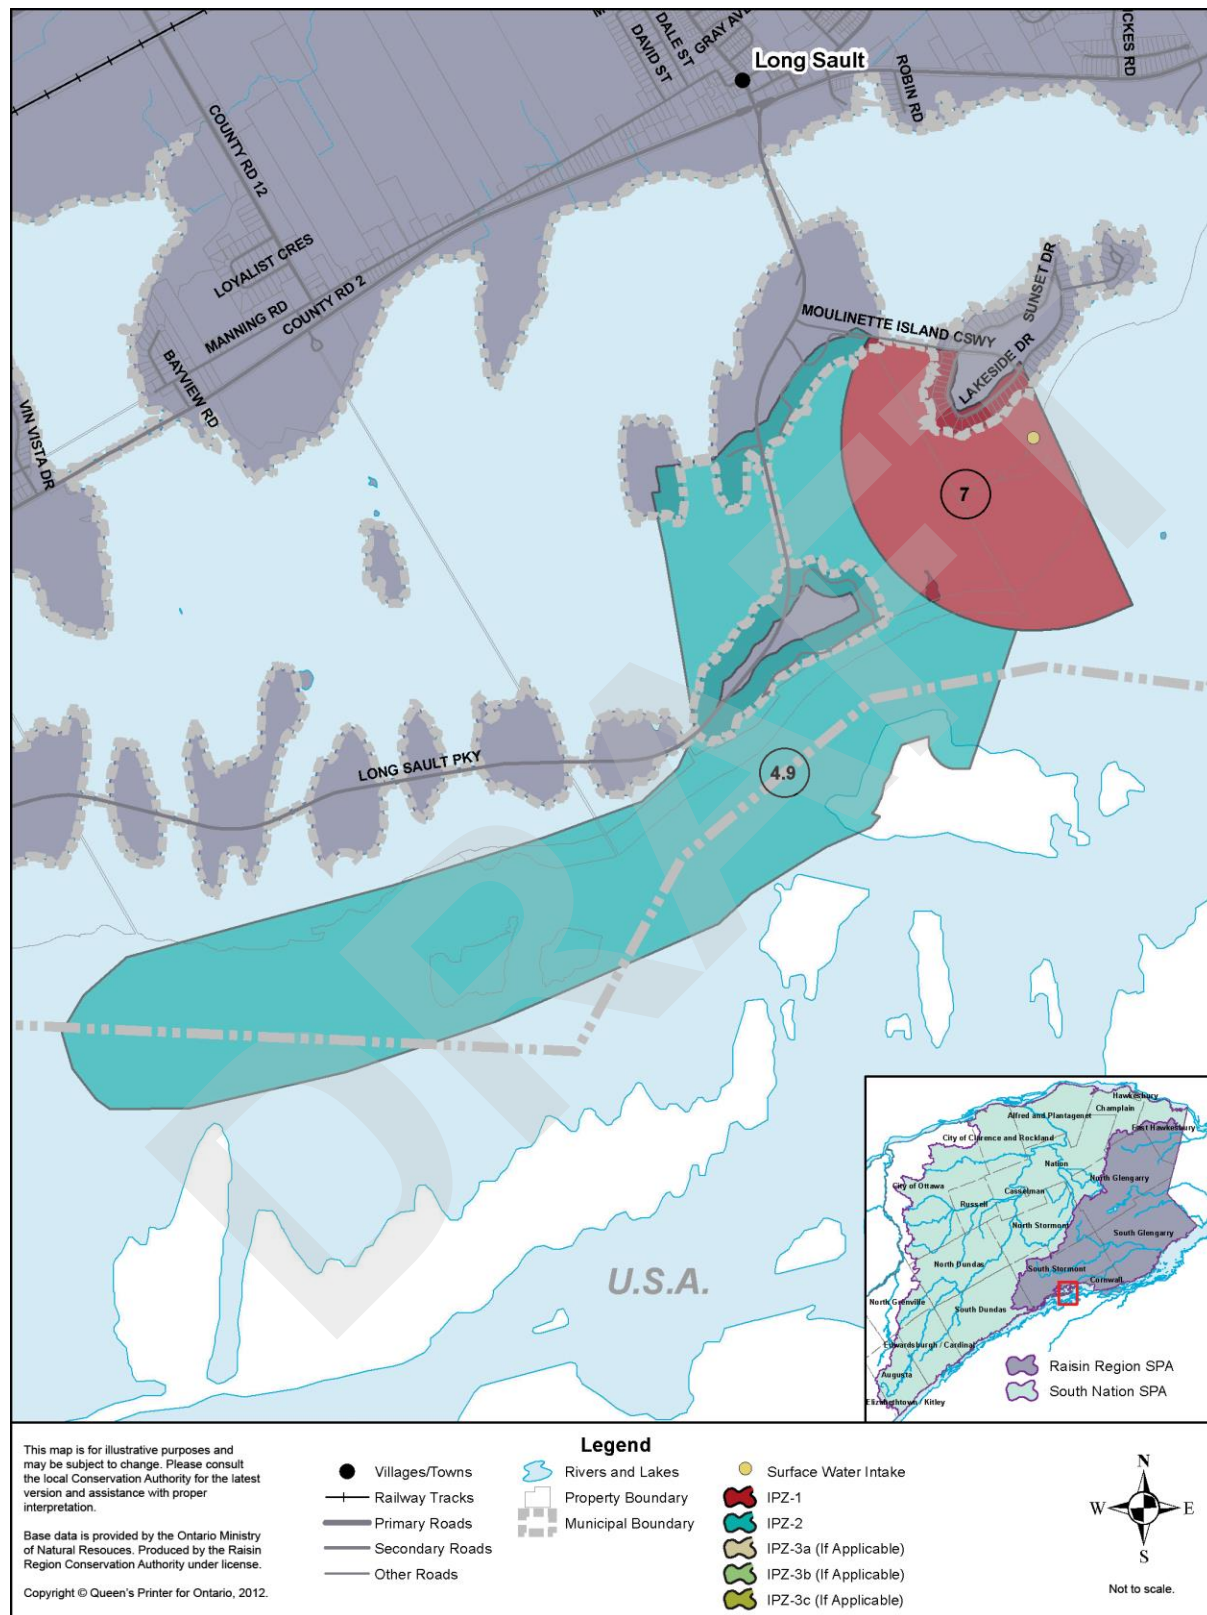 DAVID ST
DALE ST
GRAY AVE
Long Sault
ROBIN RD
ICKES RD
COUNTY RD 12
LOYALIST CRES
MANNING RD
COUNTY RD 2
BAYVIEW RD
VIN VISTA DR
MOULINETTE ISLAND CSWY
SUNSET DR
LAKESIDE DR
7
LONG SAULT PKY
4.9
DRAFT
U.S.A.
Hawkesbury
Champlain
Alfred and Plantagenet
East Hawkesbury
City of Clarence and Rockland
Nation
City of Ottawa
North Glengarry
Casselman
Russell
North Stormont
South Glengarry
North Dundas
South Stormont
Cornwall
North Grenville
South Dundas
Edwardsburgh / Cardinal
Augusta
Elizabethtown / Kitley
Raisin Region SPA
South Nation SPA
This map is for illustrative purposes and
may be subject to change. Please consult
the local Conservation Authority for the latest
version and assistance with proper
interpretation.
Base data is provided by the Ontario Ministry
of Natural Resouces. Produced by the Raisin
Region Conservation Authority under license.
Copyright © Queen's Printer for Ontario, 2012.
Legend
Villages/Towns
Railway Tracks
Primary Roads
Secondary Roads
Other Roads
Rivers and Lakes
Property Boundary
Municipal Boundary
Surface Water Intake
IPZ-1
IPZ-2
IPZ-3a (If Applicable)
IPZ-3b (If Applicable)
IPZ-3c (If Applicable)
N
W E
S
Not to scale.